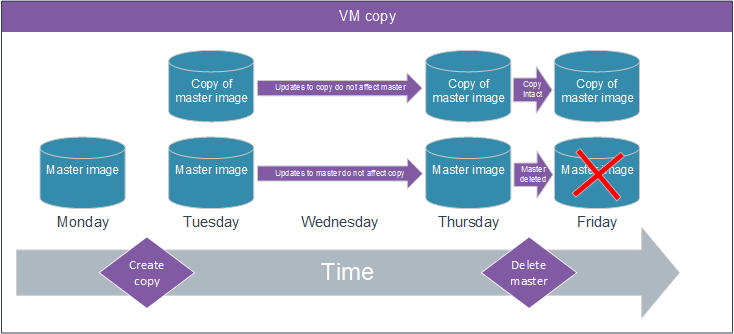 VM copy
Copy of
master image
Updates to copy do not affect master
Copy of
master image
Copy
Intact
Copy of
master image
Master image
Master image
Updates to master do not affect copy
Master image
Master
deleted
Master image
Monday
Tuesday
Wednesday
Thursday
Friday
Create
copy
Time
Delete
master